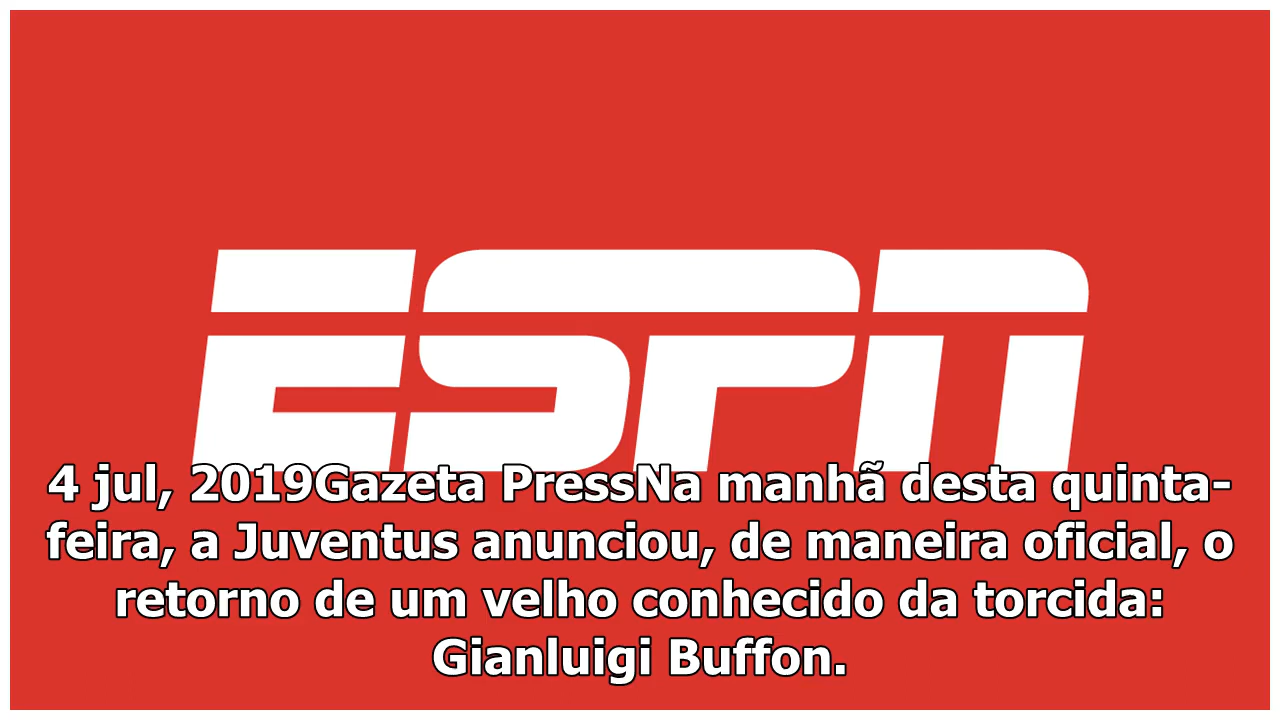 ESPN
4 jul, 2019Gazeta PressNa manhã desta quinta-
feira, a Juventus anunciou, de maneira oficial, o
retorno de um velho conhecido da torcida:
Gianluigi Buffon.